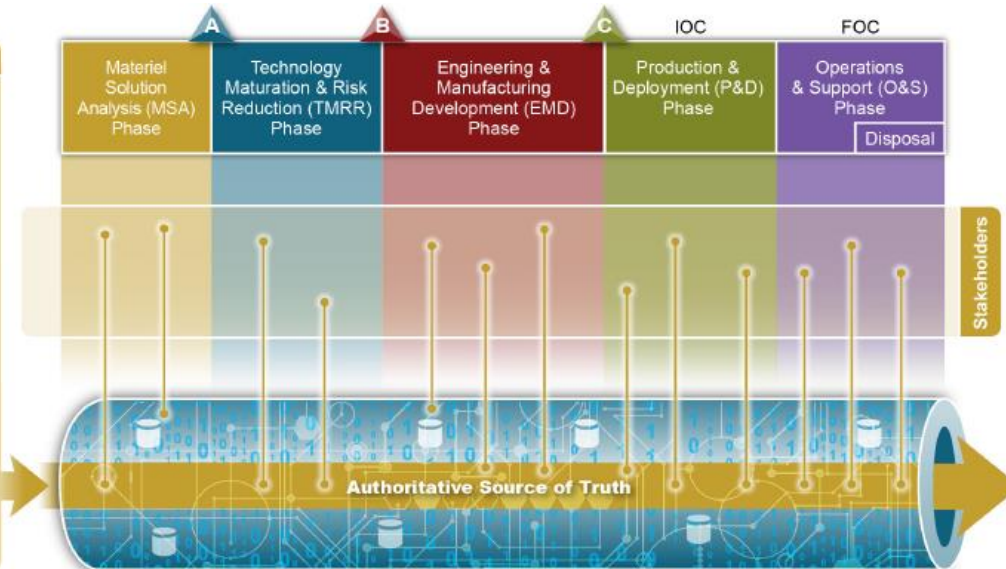 A
B
C
IOC
FOC
Materiel
Solution
Analysis (MSA)
Phase
Technology
Maturation & Risk
Reduction (TMRR)
Phase
Engineering &
Manufacturing
Development (EMD)
Phase
Production &
Deployment (P&D)
Phase
Operations
& Support (O&S)
Phase
Disposal
Stakeholders
Authoritative Source of Truth